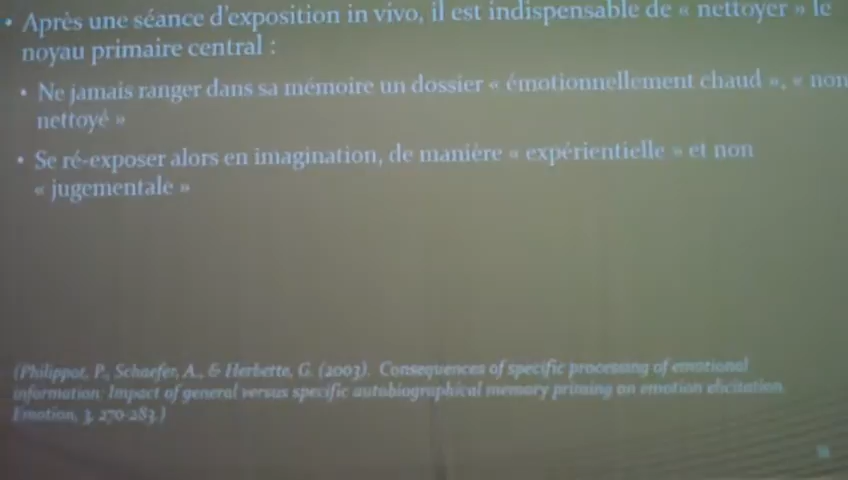 • Après une séance d'exposition in vivo, il est indispensable de « nettoyer » le
noyau primaire central :
• Ne jamais ranger dans sa mémoire un dossier « émotionnellement chaud », « non
nettoyé »
• Se ré-exposer alors en imagination, de manière « expérientielle » et non
« jugementale »
(Philippot, P., Schaefer, A., & Herbette, G. (2003). Consequences of specific processing of emotional
information: Impact of general versus specific autobiographical memory priming on emotion elicitation.
Emotion, 3, 270-283.)